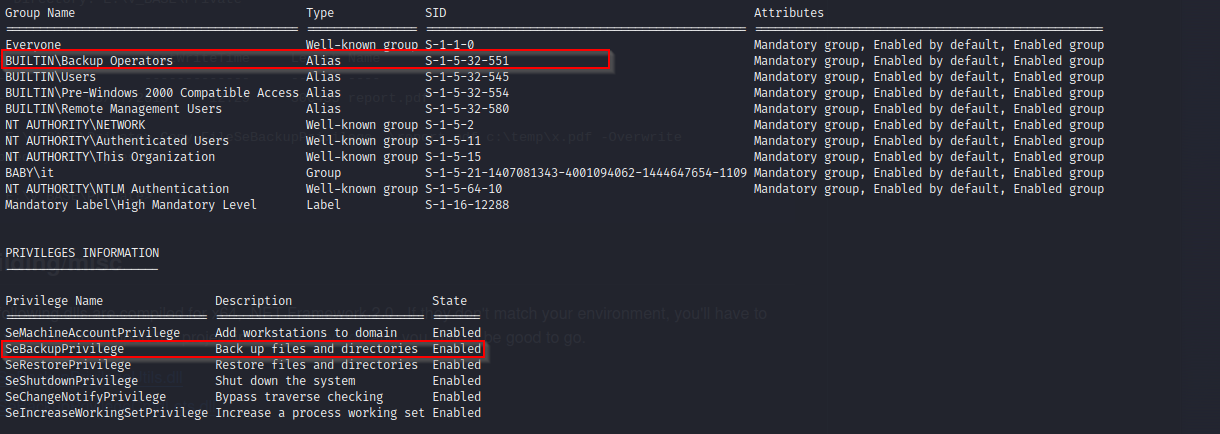 Group Name Type SID Attributes
Everyone Well-known group S-1-1-0 Mandatory group, Enabled by default, Enabled group
BUILTIN\Backup Operators Alias S-1-5-32-551 Mandatory group, Enabled by default, Enabled group
BUILTIN\Users Alias S-1-5-32-545 Mandatory group, Enabled by default, Enabled group
BUILTIN\Pre-Windows 2000 Compatible Access Alias S-1-5-32-554 Mandatory group, Enabled by default, Enabled group
BUILTIN\Remote Management Users Alias S-1-5-32-580 Mandatory group, Enabled by default, Enabled group
NT AUTHORITY\NETWORK Well-known group S-1-5-2 Mandatory group, Enabled by default, Enabled group
NT AUTHORITY\Authenticated Users Well-known group S-1-5-11 Mandatory group, Enabled by default, Enabled group
NT AUTHORITY\This Organization Well-known group S-1-5-15 Mandatory group, Enabled by default, Enabled group
BABY\it Group S-1-5-21-1407081343-4001094062-1444647654-1109 Mandatory group, Enabled by default, Enabled group
NT AUTHORITY\NTLM Authentication Well-known group S-1-5-64-10 Mandatory group, Enabled by default, Enabled group
Mandatory Label\High Mandatory Level Label S-1-16-12288
PRIVILEGES INFORMATION
Privilege Name Description State
SeMachineAccountPrivilege Add workstations to domain Enabled
SeBackupPrivilege Back up files and directories Enabled
SeRestorePrivilege Restore files and directories Enabled
SeShutdownPrivilege Shut down the system Enabled
SeChangeNotifyPrivilege Bypass traverse checking Enabled
SeIncreaseWorkingSetPrivilege Increase a process working set Enabled